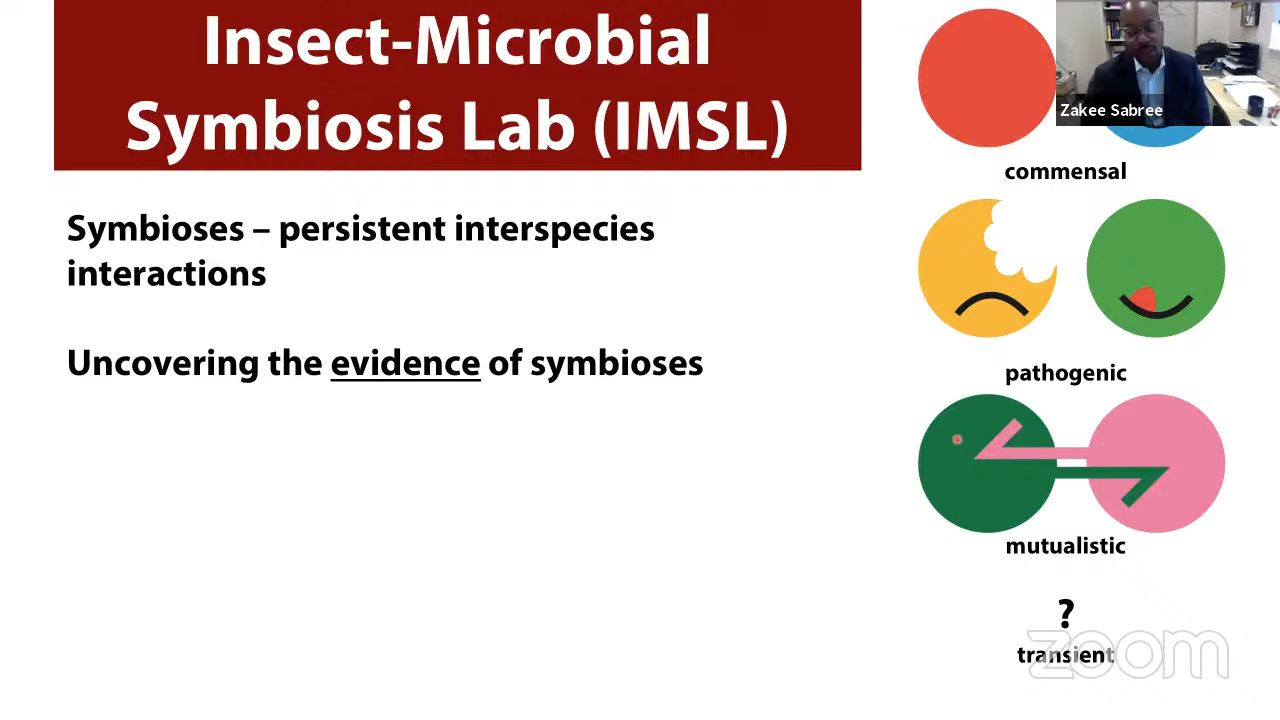 Insect-Microbial
Symbiosis Lab (IMSL)
Zakee Sabree
commensal
Symbioses – persistent interspecies
interactions
Uncovering the evidence of symbioses
pathogenic
mutualistic
?
transient
zoom